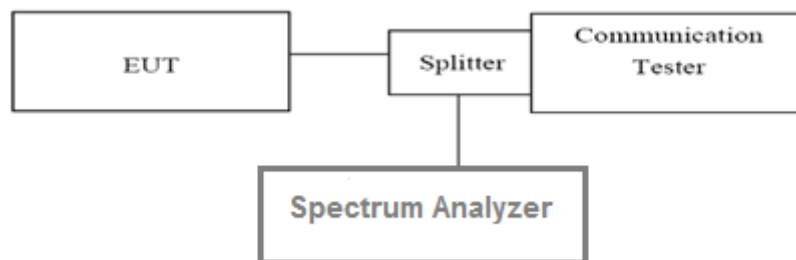 EUT
Splitter
Communication
Tester
Spectrum Analyzer